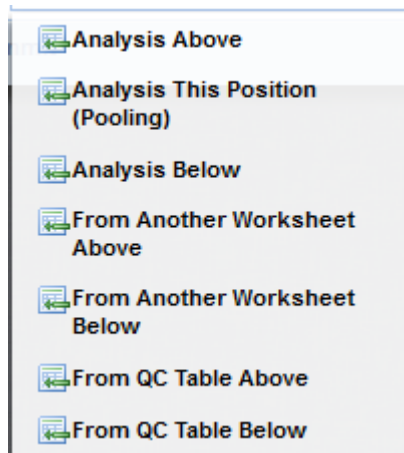 Analysis Above
Analysis This Position
(Pooling)
Analysis Below
From Another Worksheet
Above
From Another Worksheet
Below
From QC Table Above
From QC Table Below